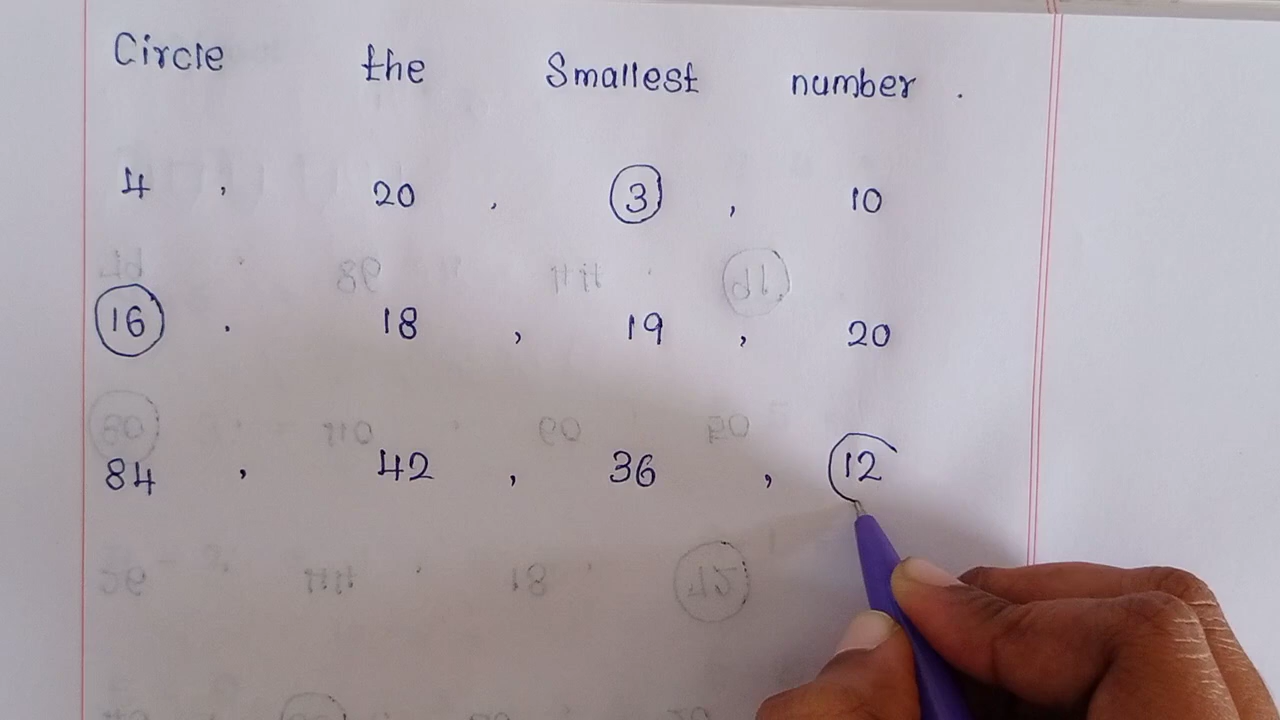 Circle the Smallest number.
4, 20, 3, 10
16, 18, 19, 20
84, 42, 36, 12